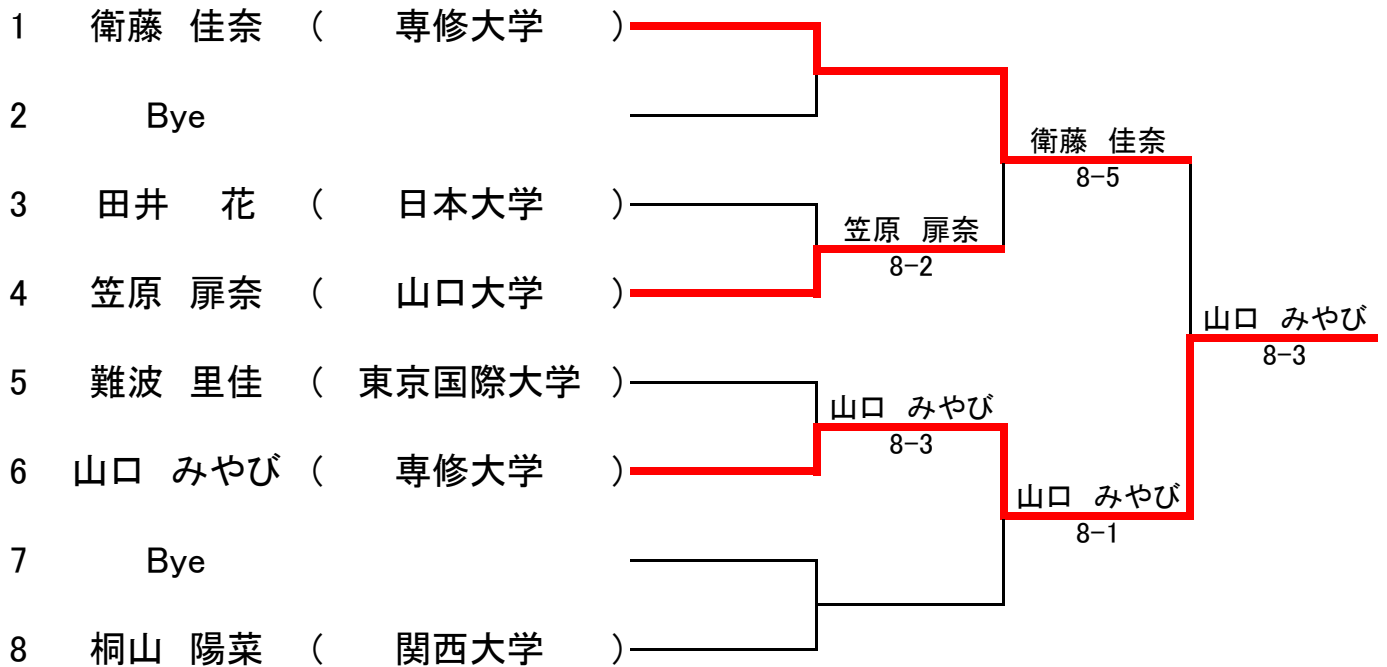 1 衛藤 佳奈 ( 専修大学 )
2 Bye
衛藤 佳奈
8-5
3 田井 花 ( 日本大学 )
笠原 扉奈
8-2
4 笠原 扉奈 ( 山口大学 )
山口 みやび
8-3
5 難波 里佳 ( 東京国際大学 )
山口 みやび
8-3
6 山口 みやび ( 専修大学 )
山口 みやび
8-1
7 Bye
8 桐山 陽菜 ( 関西大学 )